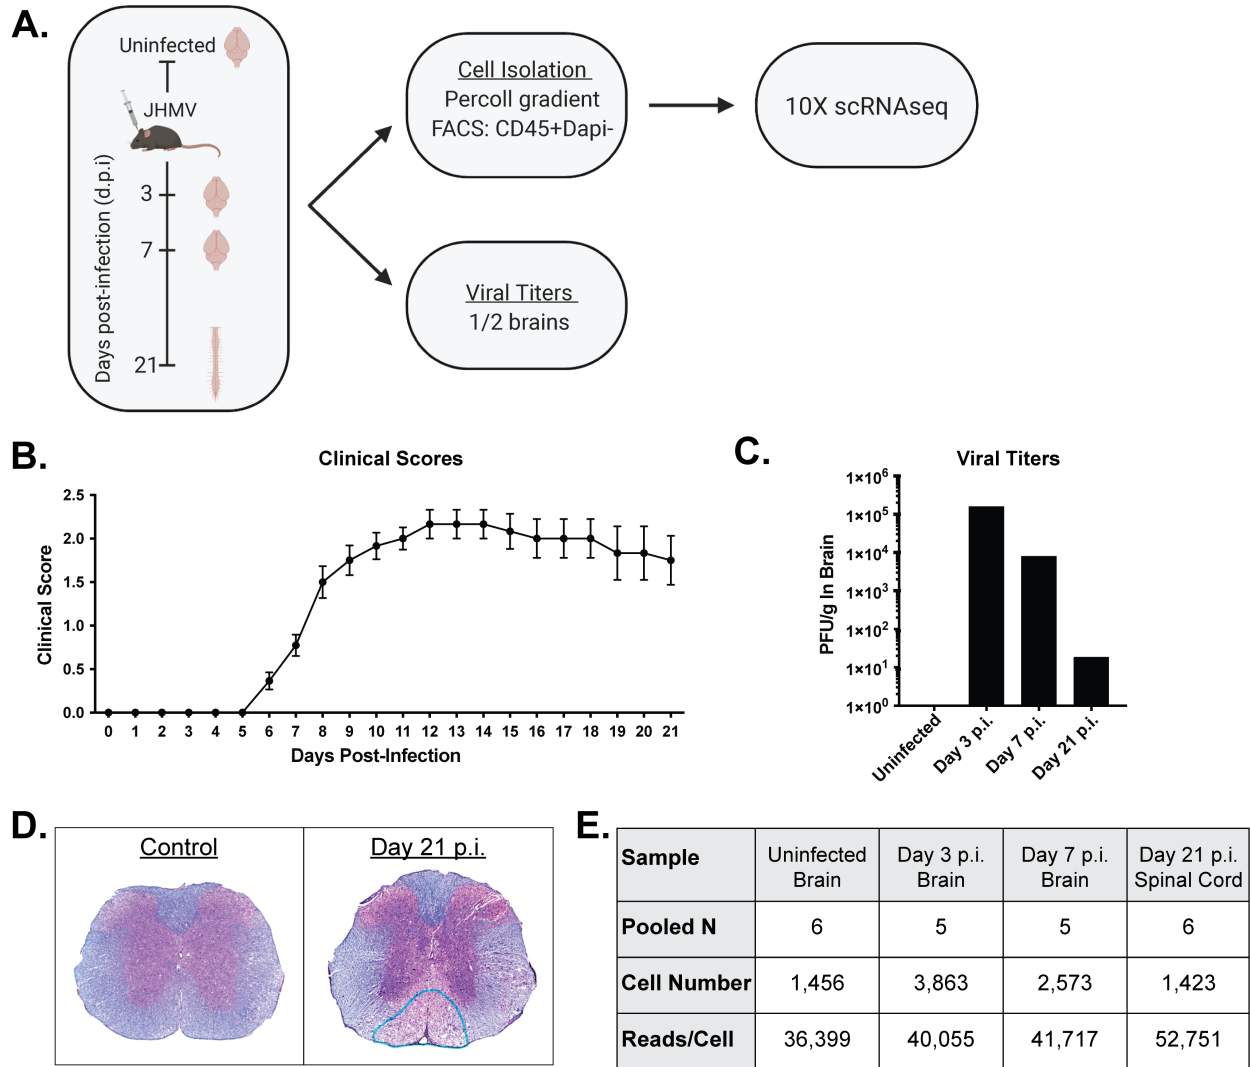 A.
Uninfected
JHMV
Days post-infection (d.p.i)
3
7
21
Cell Isolation
Percoll gradient
FACS: CD45+Dapi-
10X scRNAseq
Viral Titers
1/2 brains
B.
Clinical Scores
Clinical Score
2.5
2.0
1.5
1.0
0.5
0.0
0 1 2 3 4 5 6 7 8 9 10 11 12 13 14 15 16 17 18 19 20 21
Days Post-Infection
C.
Viral Titers
PFU/g In Brain
1×10⁶
1×10⁵
1×10⁴
1×10³
1×10²
1×10¹
1×10⁰
Uninfected
Day 3 p.i.
Day 7 p.i.
Day 21 p.i.
D.
Control
Day 21 p.i.
E.
Sample
Uninfected
Brain
Day 3 p.i.
Brain
Day 7 p.i.
Brain
Day 21 p.i.
Spinal Cord
Pooled N 6 5 5 6
Cell Number 1,456 3,863 2,573 1,423
Reads/Cell 36,399 40,055 41,717 52,751